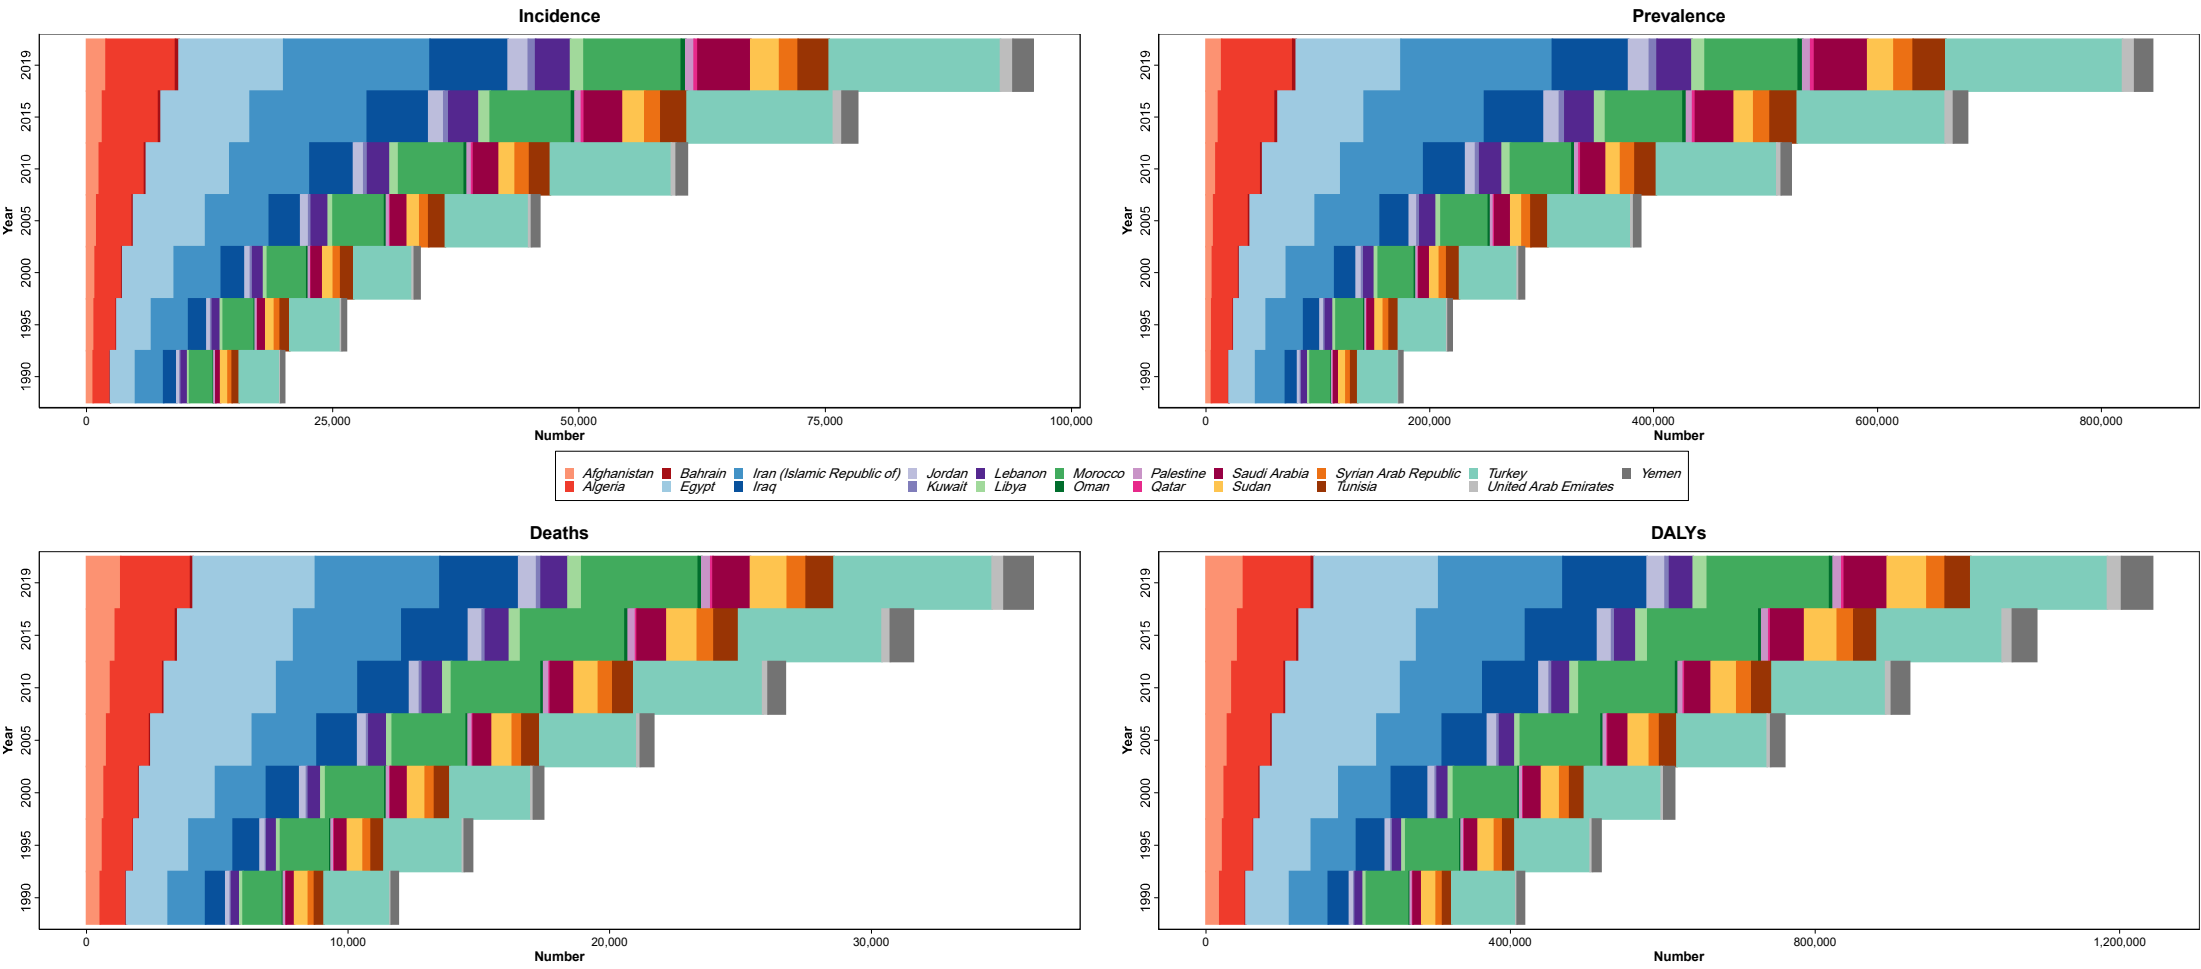 Incidence
Prevalence
Year
2019
2015
2010
2005
2000
1995
1990
0 25,000 50,000 75,000 100,000
Number
Year
2019
2015
2010
2005
2000
1995
1990
0 200,000 400,000 600,000 800,000
Number
Afghanistan Bahrain Iran (Islamic Republic of) Jordan Lebanon Morocco Palestine Saudi Arabia Syrian Arab Republic Turkey Yemen
Algeria Egypt Iraq Kuwait Libya Oman Qatar Sudan Tunisia United Arab Emirates
Deaths
DALYs
Year
2019
2015
2010
2005
2000
1995
1990
0 10,000 20,000 30,000
Number
Year
2019
2015
2010
2005
2000
1995
1990
0 400,000 800,000 1,200,000
Number